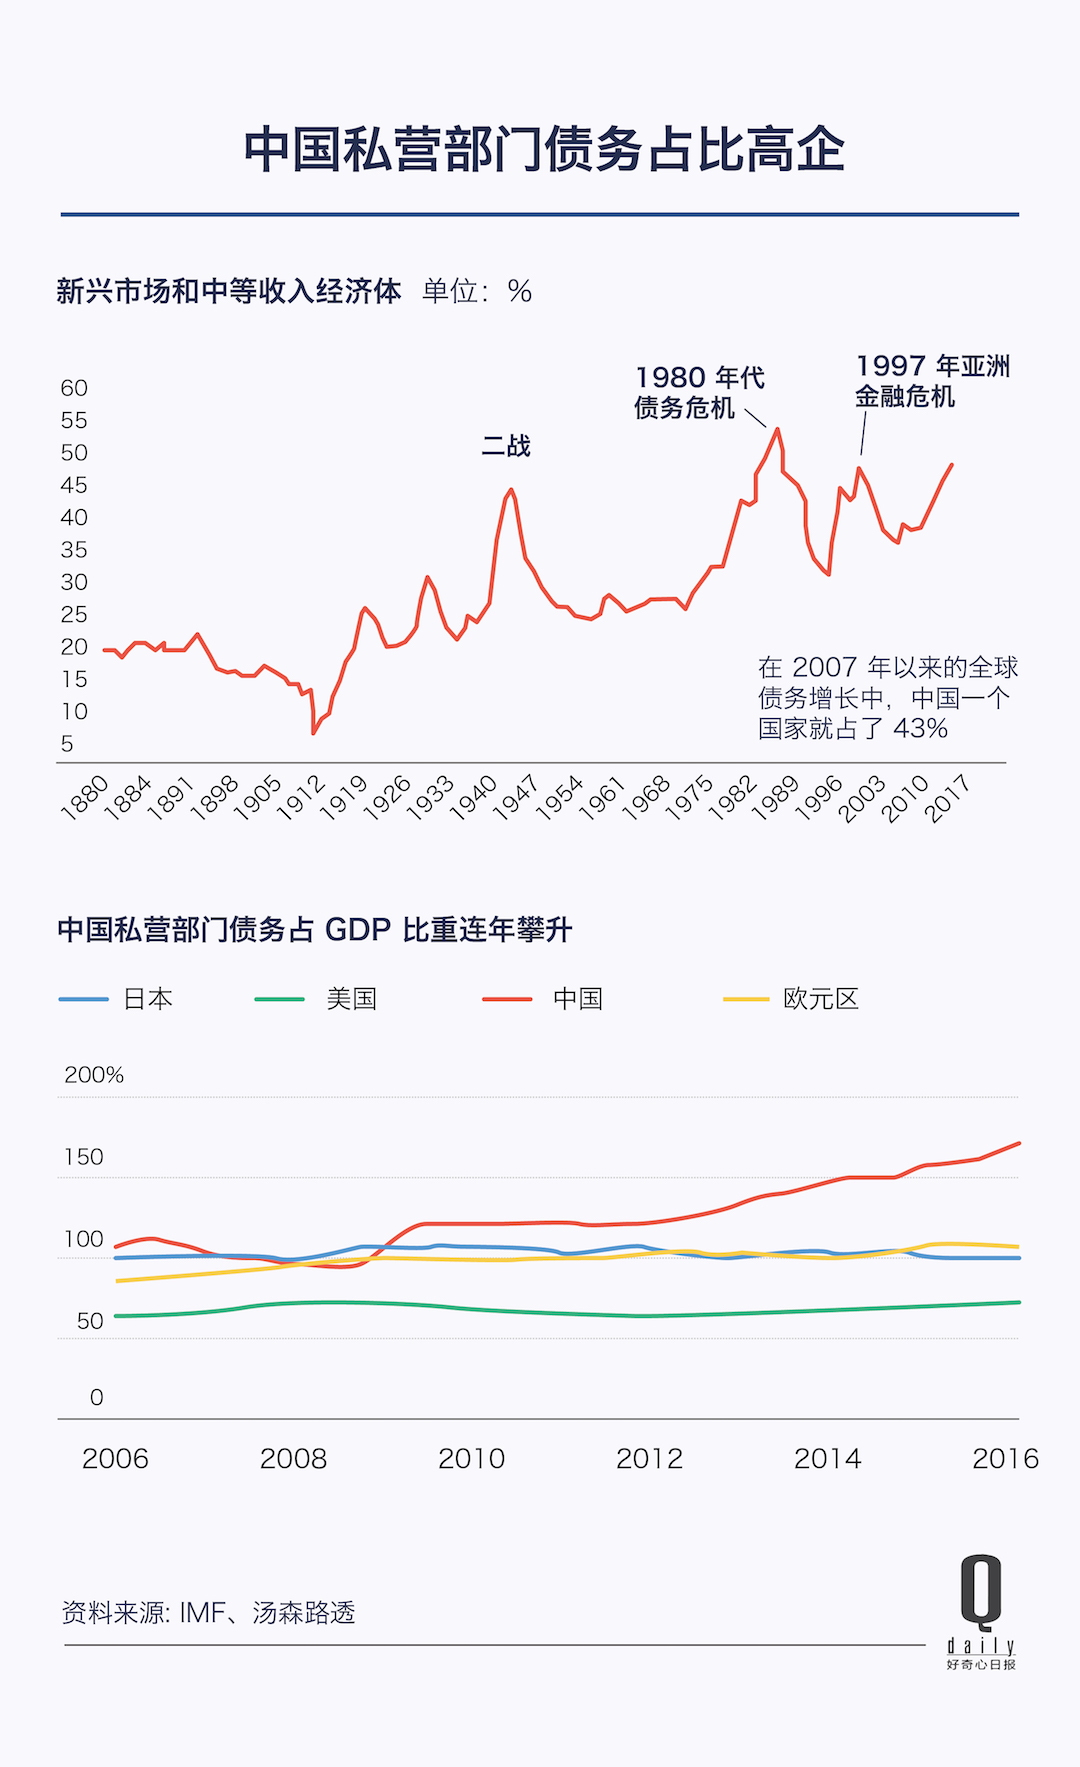 中国私营部门债务占比高企
新兴市场和中等收入经济体 单位：%
60
55
50
45
40
35
30
25
20
15
10
5
二战
1980 年代
债务危机
1997 年亚洲
金融危机
在 2007 年以来的全球
债务增长中，中国一个
国家就占了 43%
1880 1884 1891 1898 1905 1912 1919 1926 1933 1940 1947 1954 1961 1968 1975 1982 1989 1996 2003 2010 2017
中国私营部门债务占 GDP 比重连年攀升
日本 美国 中国 欧元区
200%
150
100
50
0
2006 2008 2010 2012 2014 2016
资料来源: IMF、汤森路透
Q
daily
好奇心日报